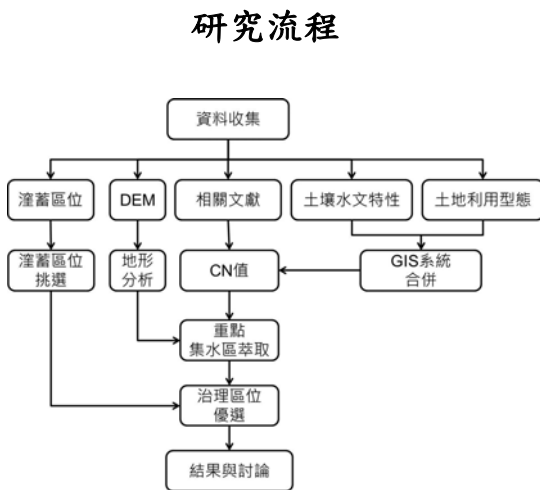 研究流程
資料收集
漥蓄區位
DEM
相關文獻
土壤水文特性
土地利用型態
漥蓄區位
挑選
地形
分析
CN值
GIS系統
合併
重點
集水區萃取
治理區位
優選
結果與討論